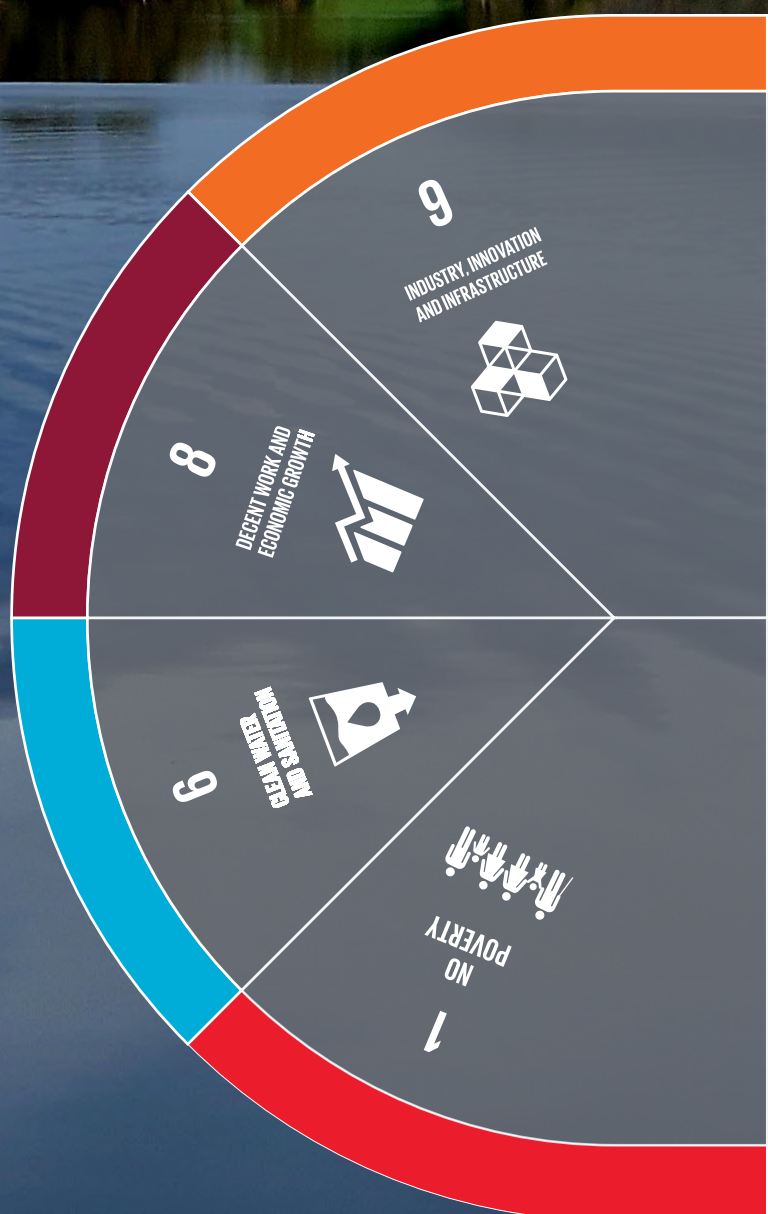 9
INDUSTRY, INNOVATION
AND INFRASTRUCTURE
8
DECENT WORK AND
ECONOMIC GROWTH
6
CLEAN WATER
AND SANITATION
1
NO
POVERTY